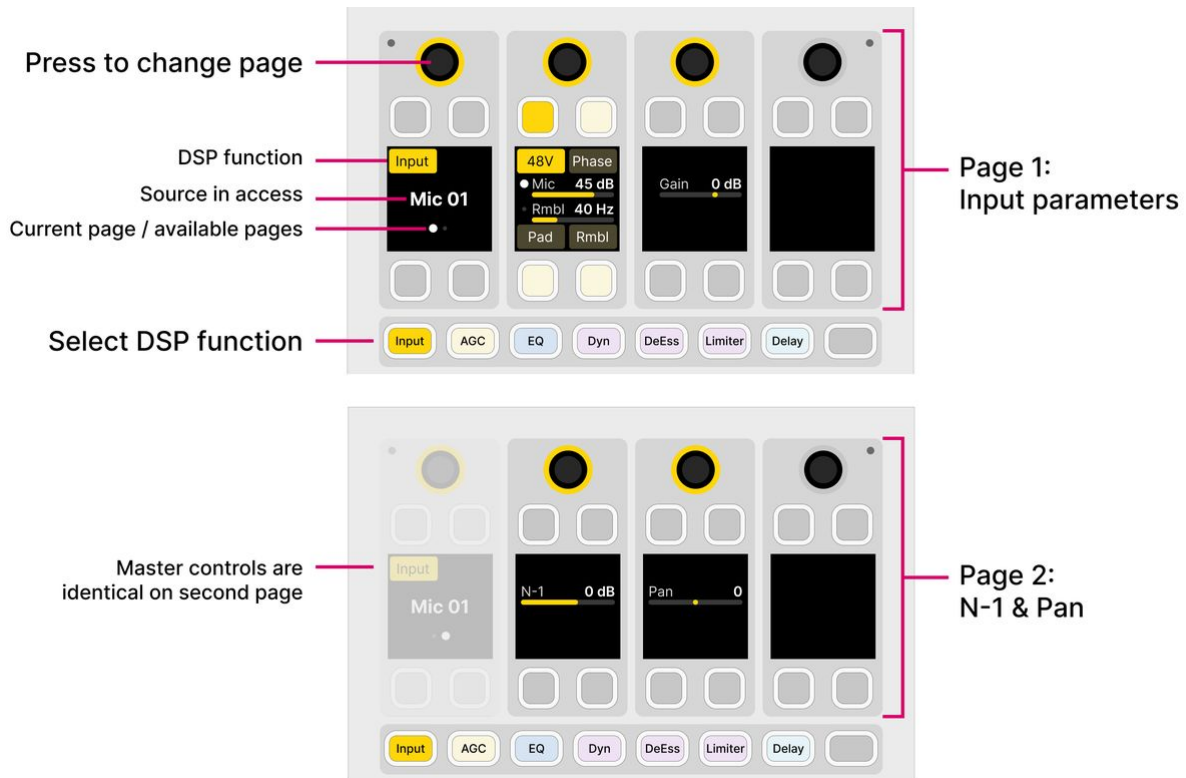 Press to change page
DSP function
Source in access
Current page / available pages
Select DSP function
Input
Mic 01
48V Phase
Mic 45 dB
Rmbl 40 Hz
Pad Rmbl
Gain 0 dB
Input AGC EQ Dyn DeEss Limiter Delay
Page 1:
Input parameters
Master controls are
identical on second page
Input
Mic 01
N-1 0 dB
Pan 0
Input AGC EQ Dyn DeEss Limiter Delay
Page 2:
N-1 & Pan